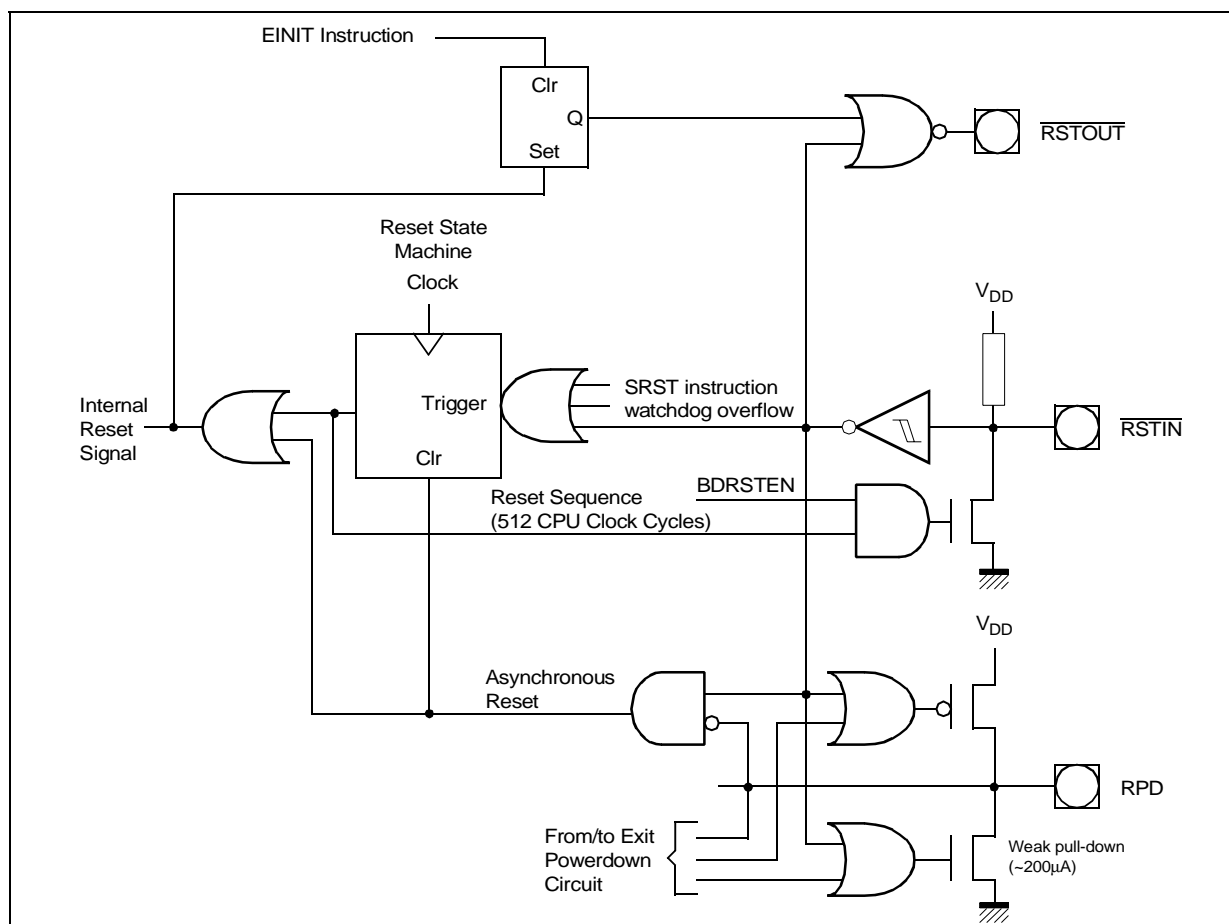 EINIT Instruction
Clr
Q
Set
RSTOUT
Reset State
Machine
Clock
VDD
Trigger
SRST instruction
watchdog overflow
Internal
Reset
Signal
RSTIN
Clr
BDRSTEN
Reset Sequence
(512 CPU Clock Cycles)
VDD
Asynchronous
Reset
RPD
From/to Exit
Powerdown
Circuit
Weak pull-down
(~200µA)